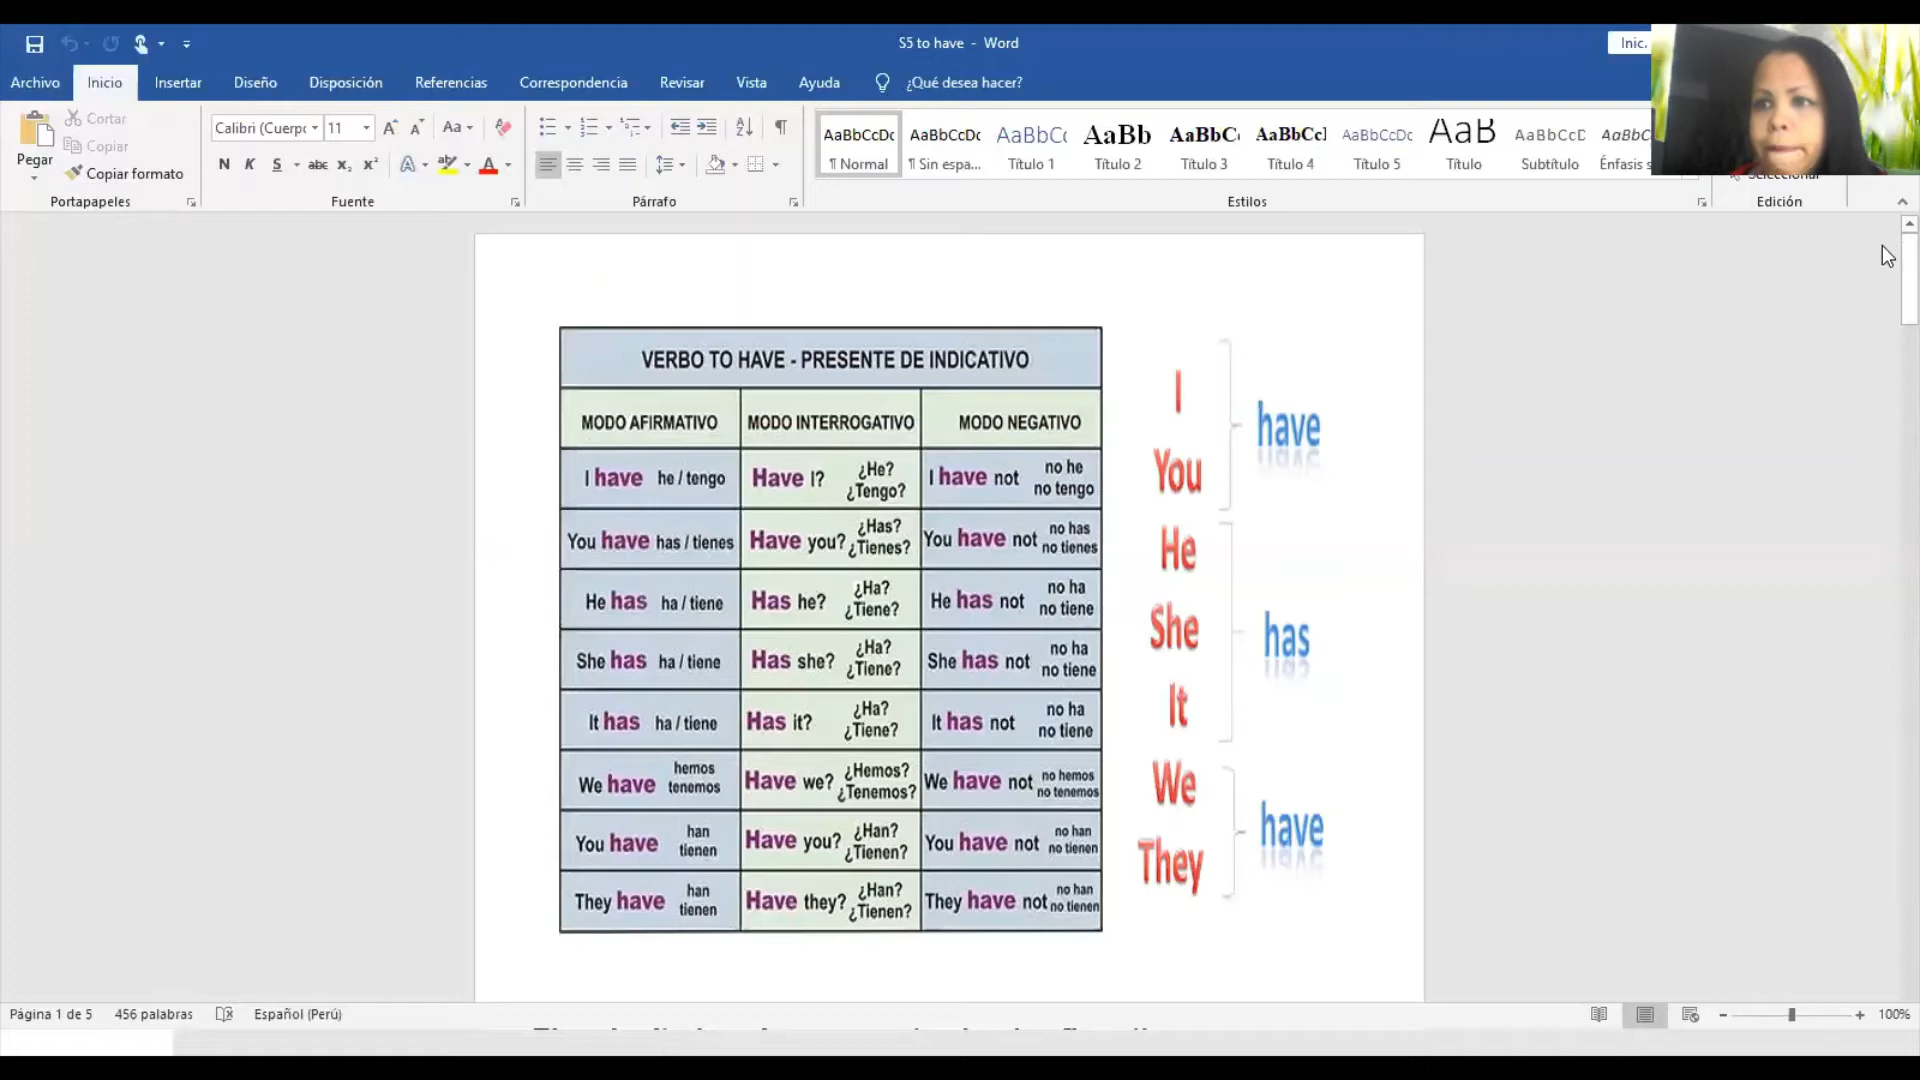 S5 to have - Word
Inic.
Archivo Inicio Insertar Diseño Disposición Referencias Correspondencia Revisar Vista Ayuda ¿Qué desea hacer?
Pegar
Cortar
Copiar
Copiar formato
Portapapeles
Calibri (Cuerpo 11
Aa
N K S abc x₂ x² A ab A
Fuente
Párrafo
AaBbCcDc AaBbCcDc AaBbCc AaBb AaBbC AaBbCcI AaBbCcDc AaB AaBbCcD AaBbCcD
¶ Normal ¶ Sin espa... Título 1 Título 2 Título 3 Título 4 Título 5 Título Subtítulo Énfasis s
Estilos
Seleccionar
Edición
VERBO TO HAVE - PRESENTE DE INDICATIVO
MODO AFIRMATIVO MODO INTERROGATIVO MODO NEGATIVO
I have he / tengo Have I? ¿He? ¿Tengo? I have not no he no tengo
You have has / tienes Have you? ¿Has? ¿Tienes? You have not no has no tienes
He has ha / tiene Has he? ¿Ha? ¿Tiene? He has not no ha no tiene
She has ha / tiene Has she? ¿Ha? ¿Tiene? She has not no ha no tiene
It has ha / tiene Has it? ¿Ha? ¿Tiene? It has not no ha no tiene
We have hemos tenemos Have we? ¿Hemos? ¿Tenemos? We have not no hemos no tenemos
You have han tienen Have you? ¿Han? ¿Tienen? You have not no han no tienen
They have han tienen Have they? ¿Han? ¿Tienen? They have not no han no tienen
I
You
have
He
She
It
has
We
They
have
Página 1 de 5 456 palabras Español (Perú) 100%